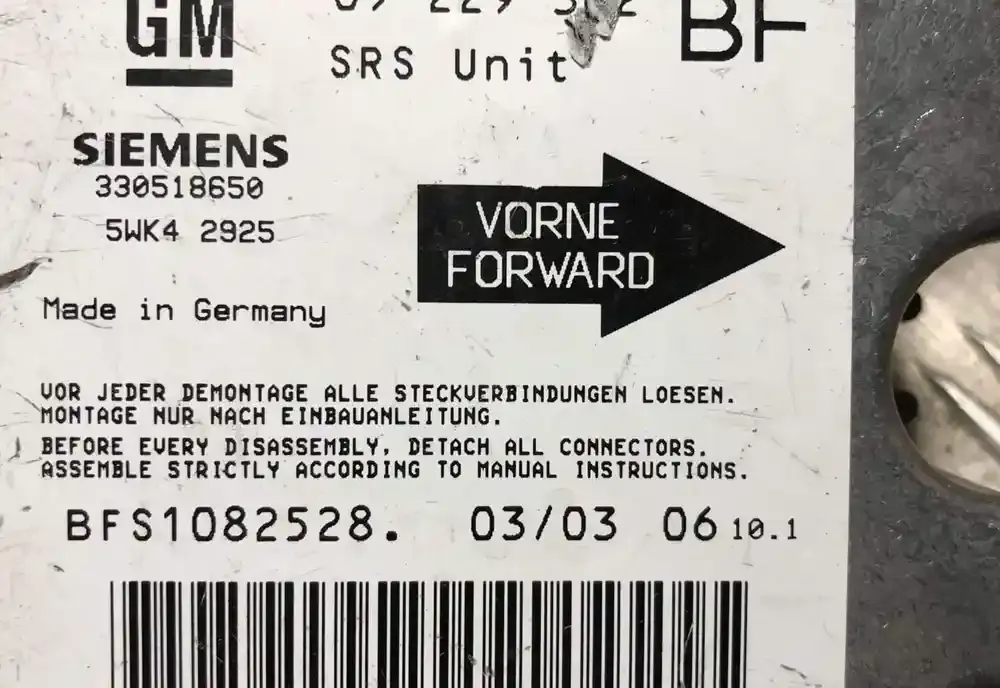 GM
229
BF
SRS Unit
SIEMENS
330518650
5WK4 2925
VORNE
FORWARD
Made in Germany
VOR JEDER DEMONTAGE ALLE STECKVERBINDUNGEN LOESEN.
MONTAGE NUR NACH EINBAUANLEITUNG.
BEFORE EVERY DISASSEMBLY, DETACH ALL CONNECTORS.
ASSEMBLE STRICTLY ACCORDING TO MANUAL INSTRUCTIONS.
BFS1082528. 03/03 06 10.1